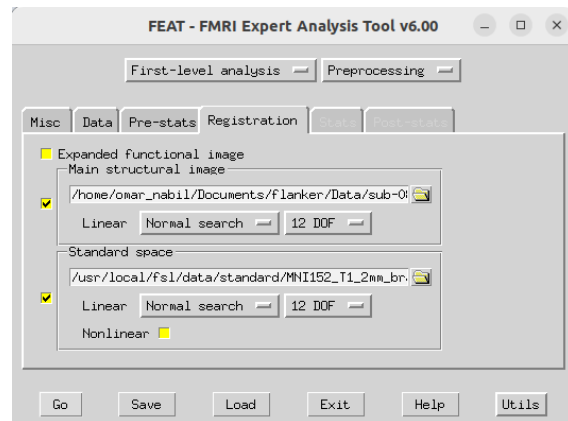 FEAT - FMRI Expert Analysis Tool v6.00
First-level analysis Preprocessing
Misc Data Pre-stats Registration Stats Post-stats
Expanded functional image
Main structural image
/home/omar_nabil/Documents/flanker/Data/sub-0
Linear Normal search 12 DOF
Standard space
/usr/local/fsl/data/standard/MNI152_T1_2mm_br
Linear Normal search 12 DOF
Nonlinear
Go Save Load Exit Help Utils